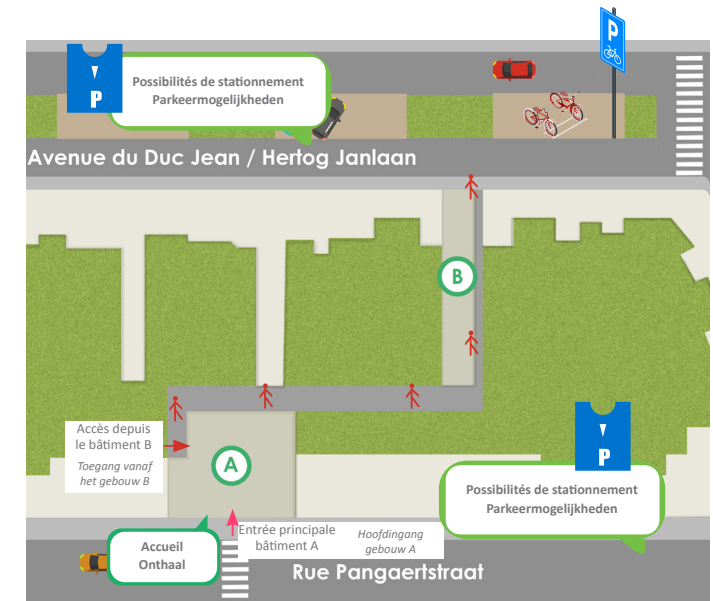 P
P
Possibilités de stationnement
Parkeermogelijkheden
Avenue du Duc Jean / Hertog Janlaan
B
Accès depuis
le bâtiment B
Toegang vanaf
het gebouw B
A
P
Possibilités de stationnement
Parkeermogelijkheden
Entrée principale
bâtiment A
Hoofdingang
gebouw A
Accueil
Onthaal
Rue Pangaertstraat